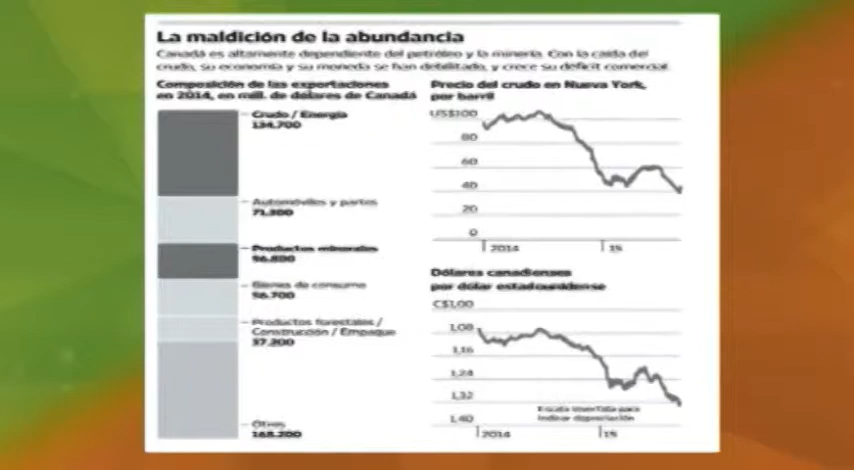 La maldición de la abundancia
Canadá es altamente dependiente del petróleo y la minería. Con la caída del
crudo, su economía y su moneda se han debilitado, y crece su déficit comercial.
Composición de las exportaciones
en 2014, en mill. de dólares de Canadá
Crudo / Energía
134.700
Automóviles y partes
71.300
Productos minerales
56.800
Bienes de consumo
56.700
Productos forestales /
Construcción / Empaque
37.200
Otros
168.200
Precio del crudo en Nueva York,
por barril
US$100
80
60
40
20
0
2014
15
Dólares canadienses
por dólar estadounidense
C$1,00
1,08
1,16
1,24
1,32
1,40
Escala invertida para
indicar depreciación
2014
15